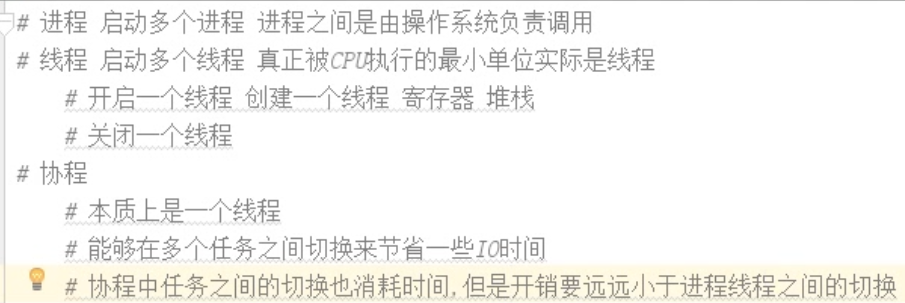 # 进程 启动多个进程 进程之间是由操作系统负责调用
# 线程 启动多个线程 真正被CPU执行的最小单位实际是线程
# 开启一个线程 创建一个线程 寄存器 堆栈
# 关闭一个线程
# 协程
# 本质上是一个线程
# 能够在多个任务之间切换来节省一些IO时间
# 协程中任务之间的切换也消耗时间,但是开销要远远小于进程线程之间的切换